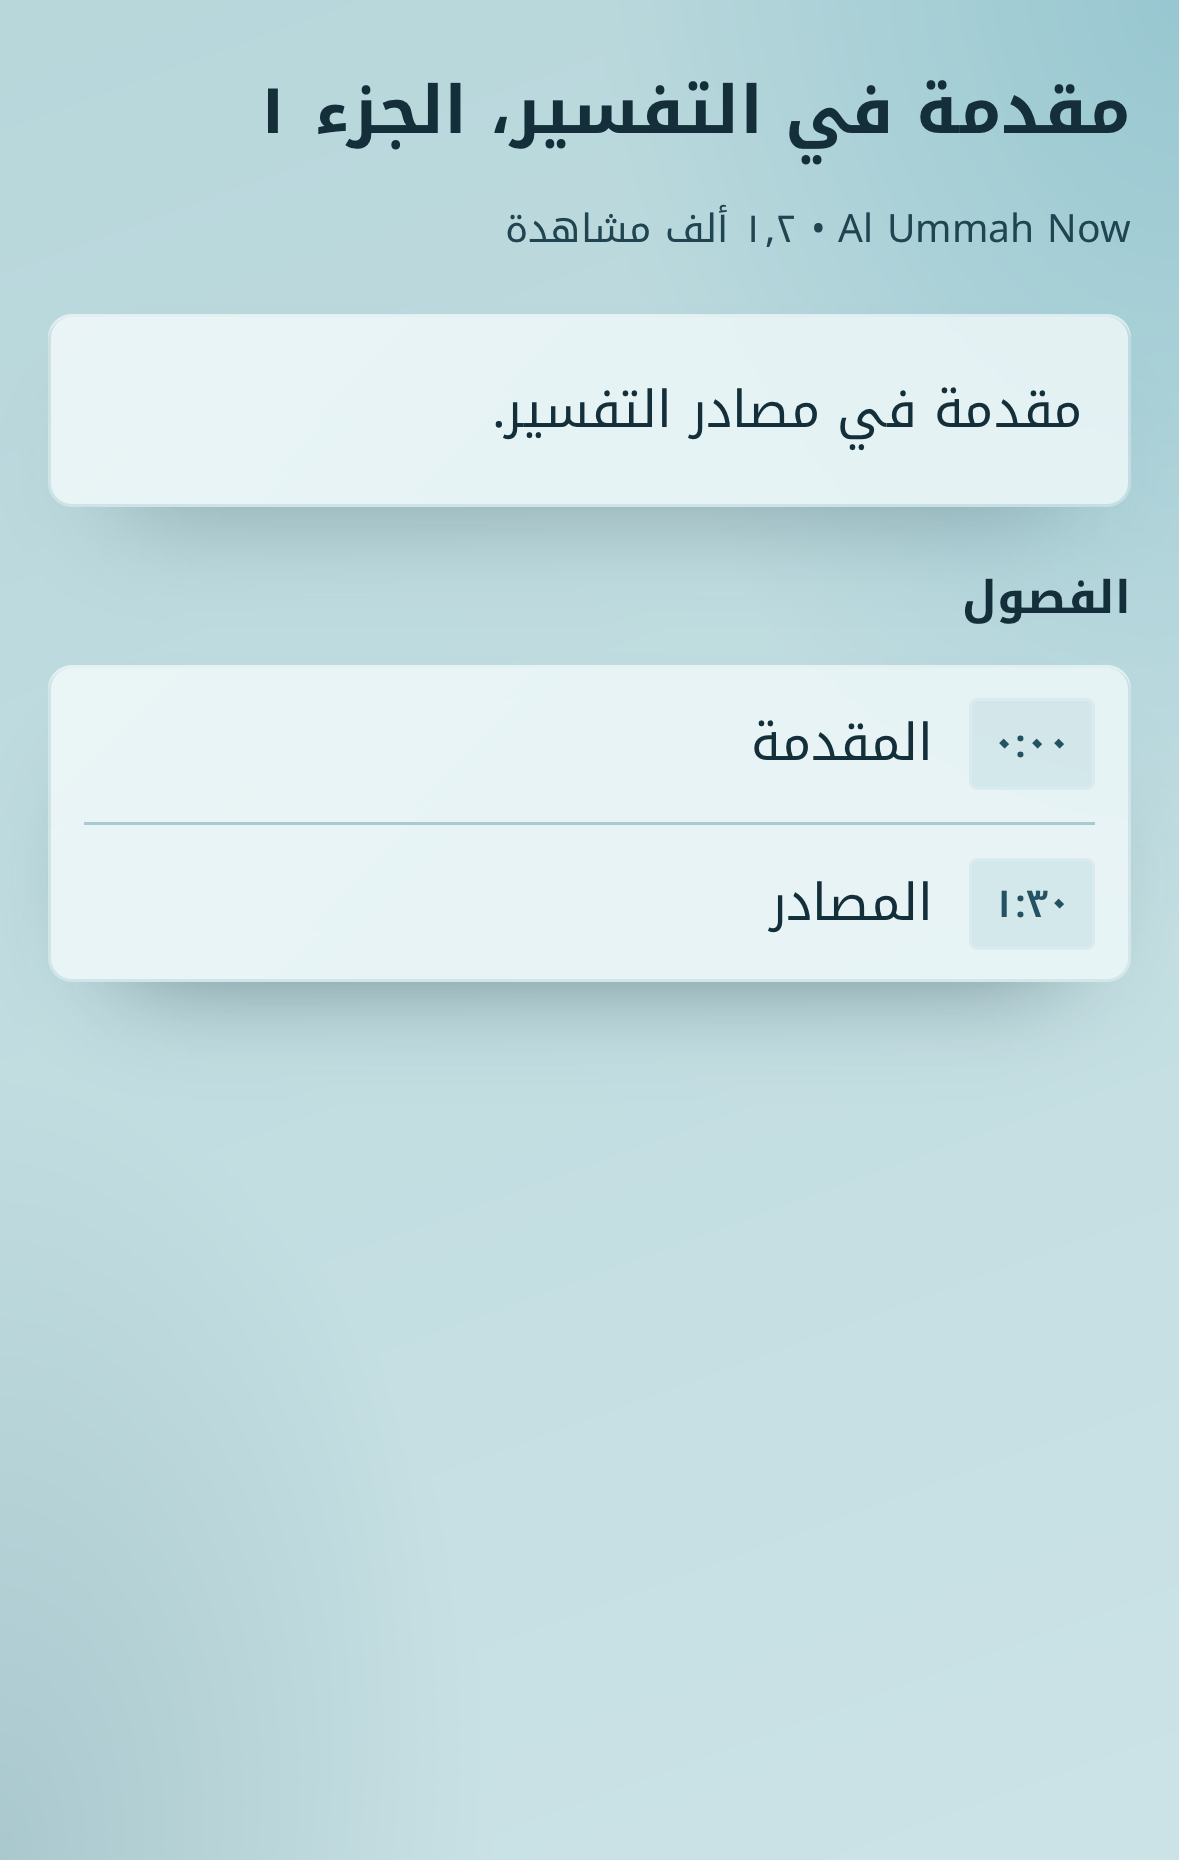 مقدمة في التفسير، الجزء ١
Al Ummah Now • ١,٢ ألف مشاهدة
مقدمة في مصادر التفسير.
الفصول
٠:٠٠ المقدمة
١:٣٠ المصادر